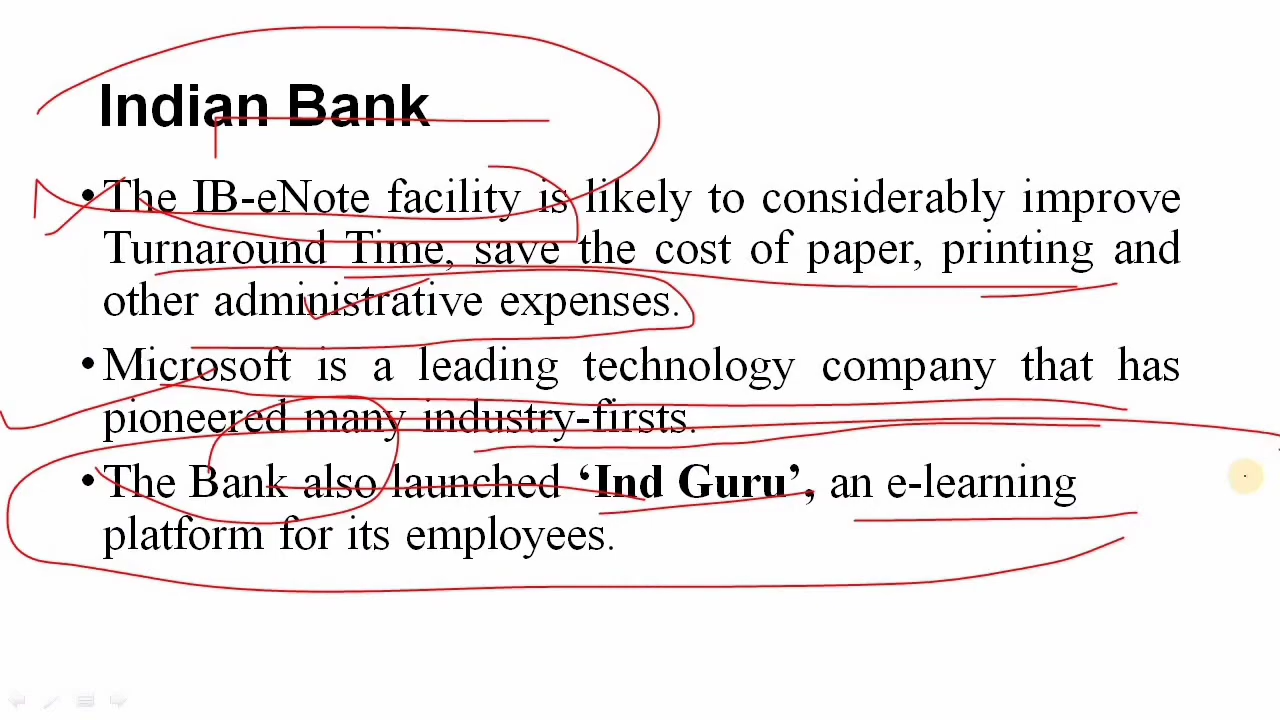 Indian Bank
• The IB-eNote facility is likely to considerably improve
Turnaround Time, save the cost of paper, printing and
other administrative expenses.
• Microsoft is a leading technology company that has
pioneered many industry-firsts.
• The Bank also launched ‘Ind Guru’, an e-learning
platform for its employees.